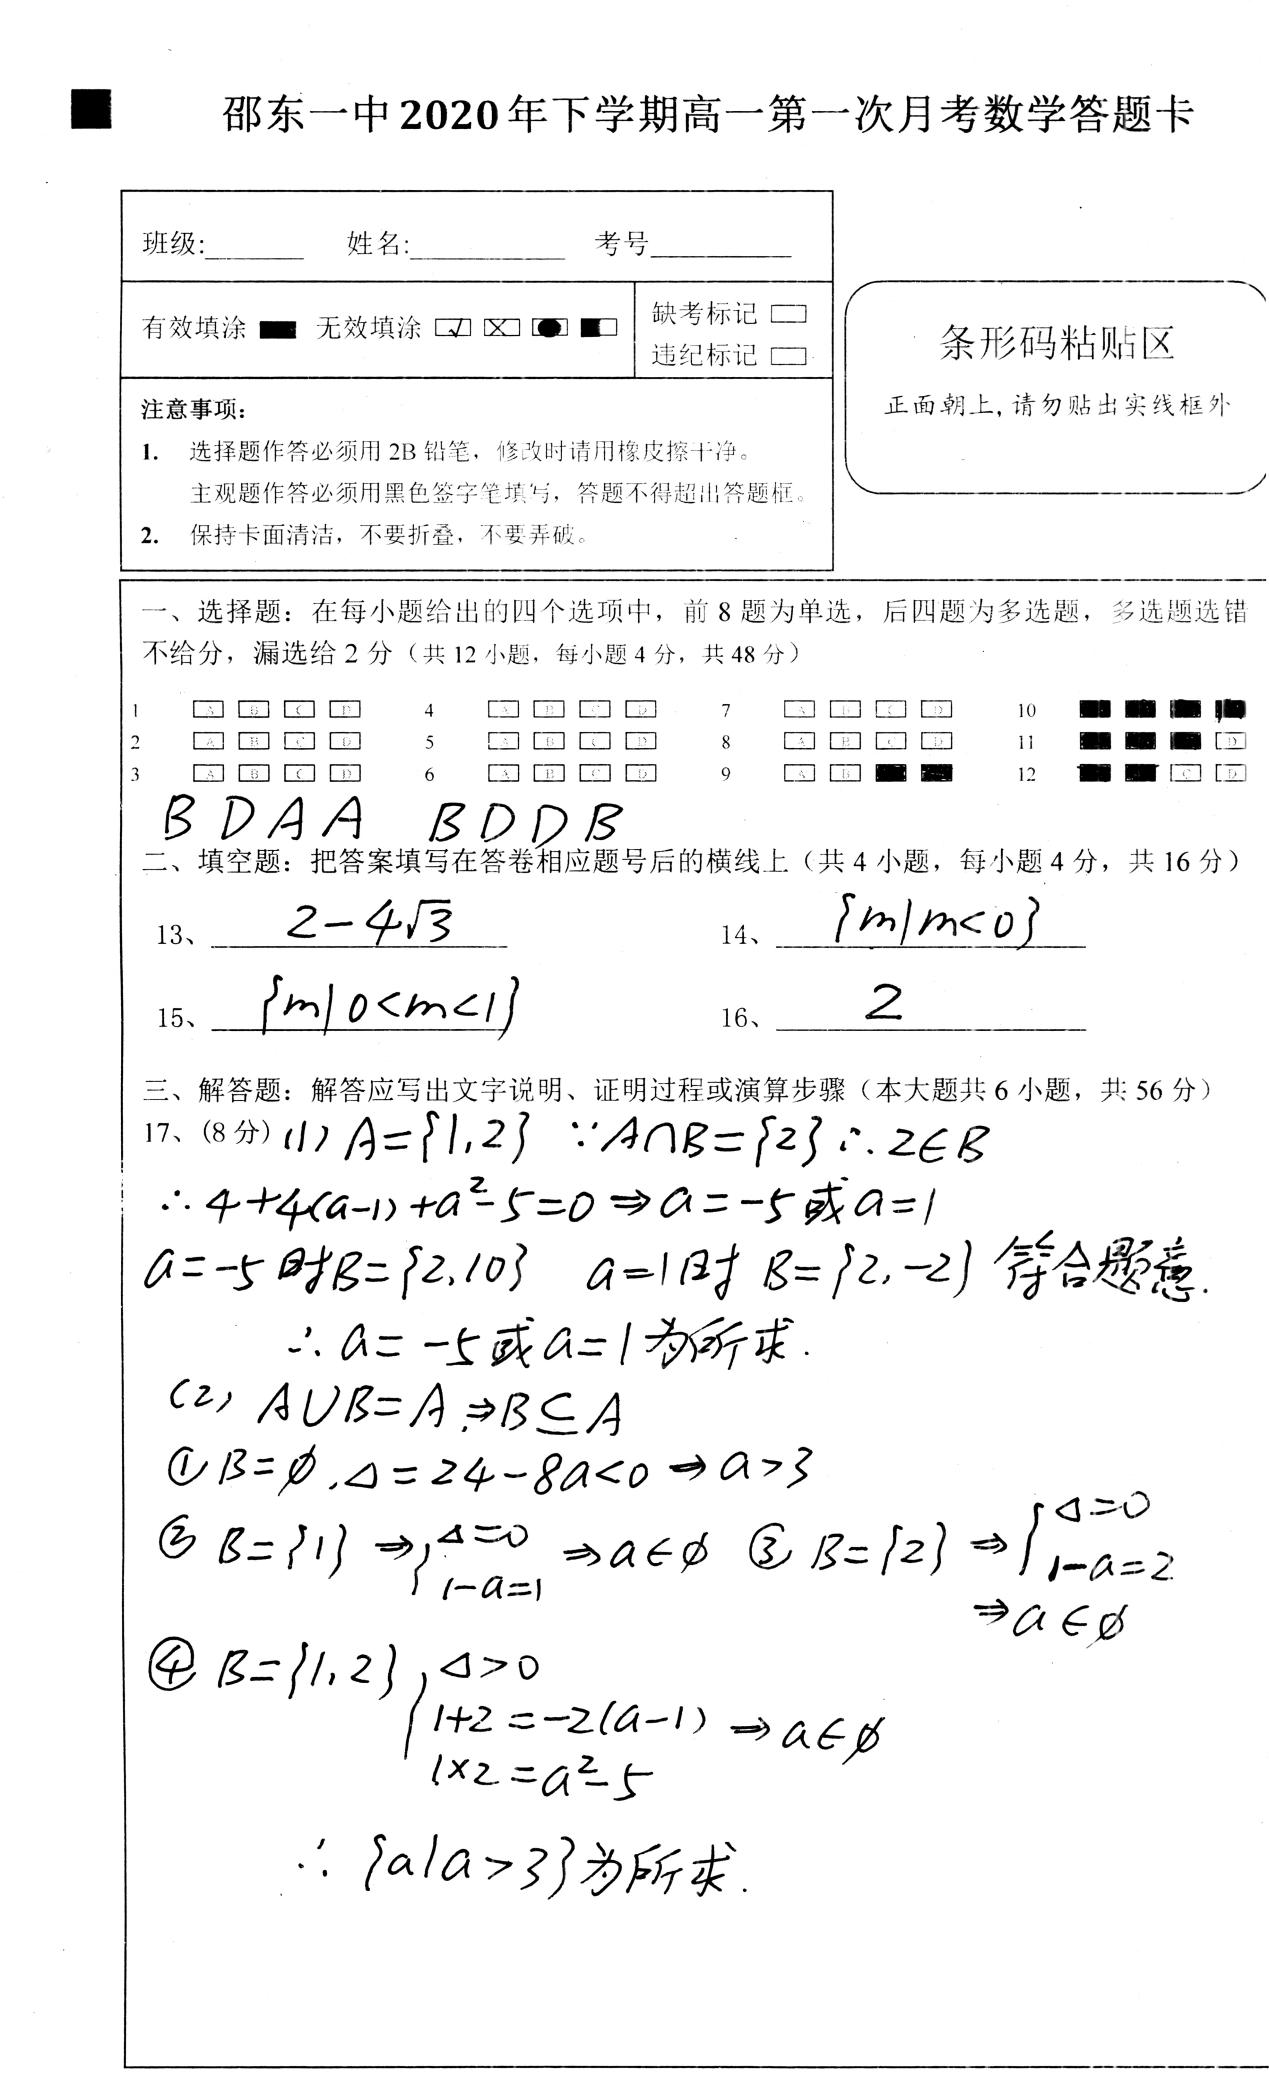 邵东一中2020年下学期高一第一次月考数学答题卡
班级: 姓名: 考号
有效填涂 无效填涂
缺考标记
违纪标记
条形码粘贴区
正面朝上,请勿贴出实线框外
注意事项:
1. 选择题作答必须用2B铅笔，修改时请用橡皮擦干净。
主观题作答必须用黑色签字笔填写，答题不得超出答题框。
2. 保持卡面清洁，不要折叠，不要弄破。
一、选择题：在每小题给出的四个选项中，前8题为单选，后四题为多选题，多选题选错
不给分，漏选给2分（共12小题，每小题4分，共48分）
1 A B C D 4 A B C D 7 A B C D 10
2 A B C D 5 A B C D 8 A B C D 11 D
3 A B C D 6 A B C D 9 A B 12 C D
B D A A B D D B
二、填空题：把答案填写在答卷相应题号后的横线上（共4小题，每小题4分，共16分）
13、 2-4√3 14、 {m|m<0}
15、 {m|0<m<1} 16、 2
三、解答题：解答应写出文字说明、证明过程或演算步骤（本大题共6小题，共56分）
17、(8分) (1) A={1,2} ∵A∩B={2} ∴2∈B
∴4+4(a-1)+a²-5=0⇒a=-5或a=1
a=-5时B={2,10} a=1时 B={2,-2} 符合题意.
∴a=-5或a=1为所求.
(2) A∪B=A⇒B⊆A
①B=∅,Δ=24-8a<0⇒a>3
② B={1} ⇒{Δ=0 1-a=1 ⇒a∈∅ ③ B={2} ⇒{Δ=0 1-a=2
⇒a∈∅
④ B={1,2} {Δ>0
1+2=-2(a-1) ⇒a∈∅
1×2=a²-5
∴ {a|a>3}为所求.